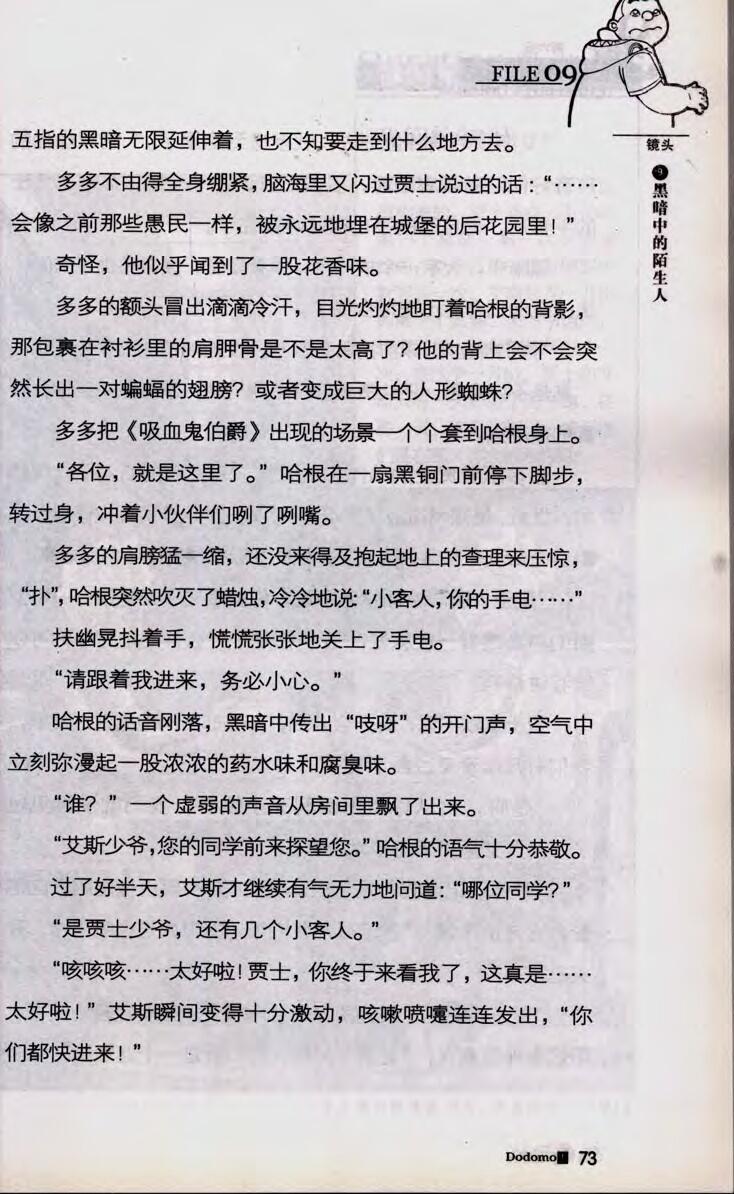 FILE 09
镜头
9 黑暗中的陌生人
五指的黑暗无限延伸着，也不知要走到什么地方去。
多多不由得全身绷紧，脑海里又闪过贾士说过的话：“……
会像之前那些愚民一样，被永远地埋在城堡的后花园里！”
奇怪，他似乎闻到了一股花香味。
多多的额头冒出滴滴冷汗，目光灼灼地盯着哈根的背影，
那包裹在衬衫里的肩胛骨是不是太高了？他的背上会不会突
然长出一对蝙蝠的翅膀？或者变成巨大的人形蜘蛛？
多多把《吸血鬼伯爵》出现的场景一个个套到哈根身上。
“各位，就是这里了。”哈根在一扇黑铜门前停下脚步，
转过身，冲着小伙伴们咧了咧嘴。
多多的肩膀猛一缩，还没来得及抱起地上的查理来压惊，
“扑”，哈根突然吹灭了蜡烛，冷冷地说：“小客人，你的手电……”
扶幽晃抖着手，慌慌张张地关上了手电。
“请跟着我进来，务必小心。”
哈根的话音刚落，黑暗中传出“吱呀”的开门声，空气中
立刻弥漫起一股浓浓的药水味和腐臭味。
“谁？”一个虚弱的声音从房间里飘了出来。
“艾斯少爷，您的同学前来探望您。”哈根的语气十分恭敬。
过了好半天，艾斯才继续有气无力地问道：“哪位同学？”
“是贾士少爷，还有几个小客人。”
“咳咳咳……太好啦！贾士，你终于来看我了，这真是……
太好啦！”艾斯瞬间变得十分激动，咳嗽喷嚏连连发出，“你
们都快进来！”
Dodomo 73